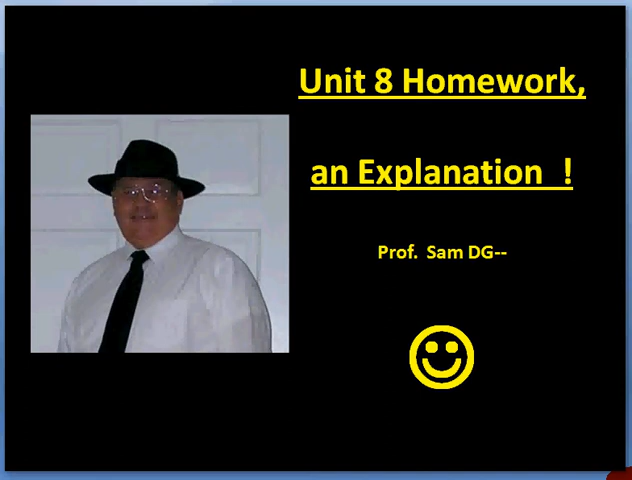 Unit 8 Homework,
an Explanation !
Prof. Sam DG--